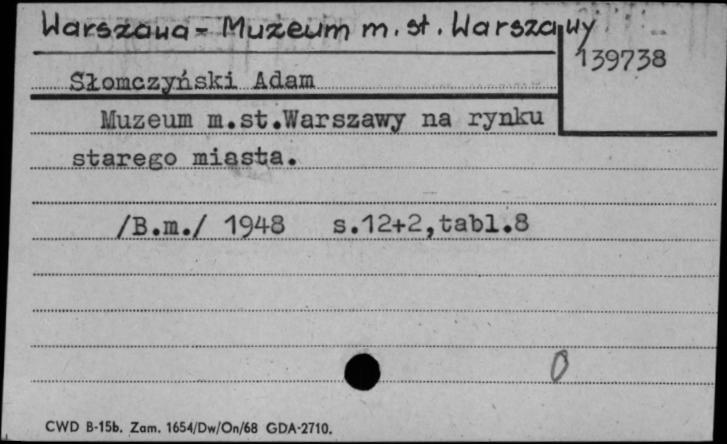 Warszawa - Muzeum m. st. Warszawy
139738
Słomczyński Adam
Muzeum m.st.Warszawy na rynku
starego miasta.
/B.m./ 1948 s.12+2,tabl.8
0
CWD B-15b. Zam. 1654/Dw/On/68 GDA-2710.